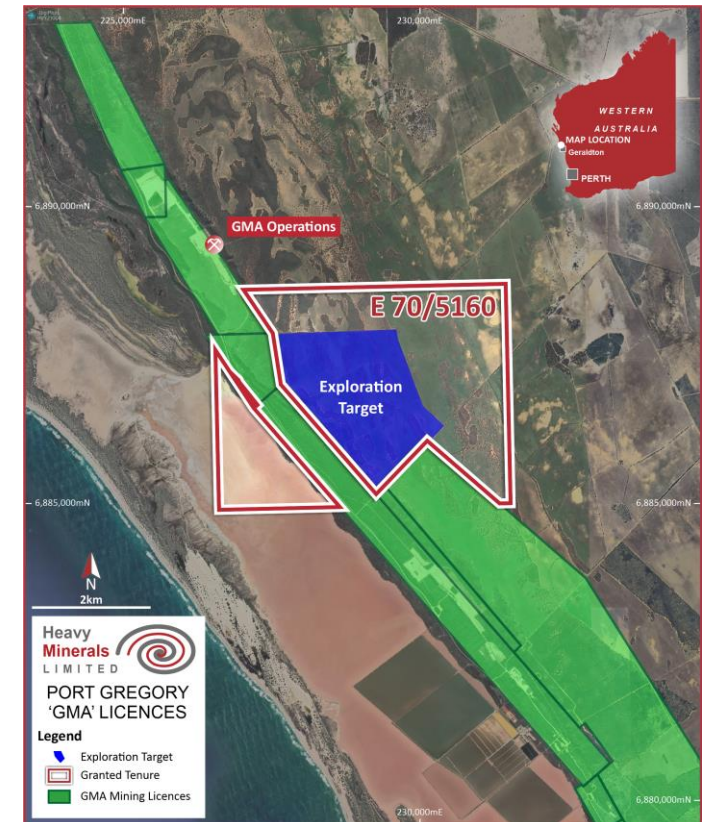 225,000mE
230,000mE
WESTERN
AUSTRALIA
MAP LOCATION
Geraldton
PERTH
6,890,000mN
6,890,000mN
GMA Operations
E 70/5160
Exploration
Target
6,885,000mN
6,885,000mN
N
2km
Heavy
Minerals
LIMITED
PORT GREGORY
'GMA' LICENCES
Legend
Exploration Target
Granted Tenure
GMA Mining Licences
6,880,000mN
230,000mE